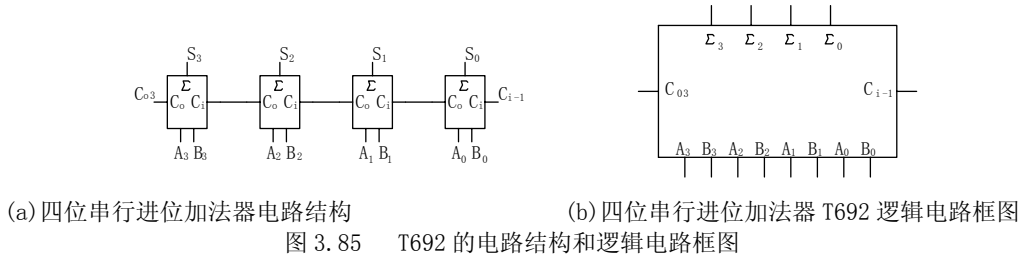 S₃ S₂ S₁ S₀ Σ₃ Σ₂ Σ₁ Σ₀
Σ Σ Σ Σ
Cₒ₃ Cₒ Cᵢ Cₒ Cᵢ Cₒ Cᵢ Cₒ Cᵢ Cᵢ₋₁ C₀₃ Cᵢ₋₁
A₃ B₃ A₂ B₂ A₁ B₁ A₀ B₀ A₃ B₃ A₂ B₂ A₁ B₁ A₀ B₀
(a)四位串行进位加法器电路结构 (b)四位串行进位加法器 T692 逻辑电路框图
图 3.85 T692 的电路结构和逻辑电路框图